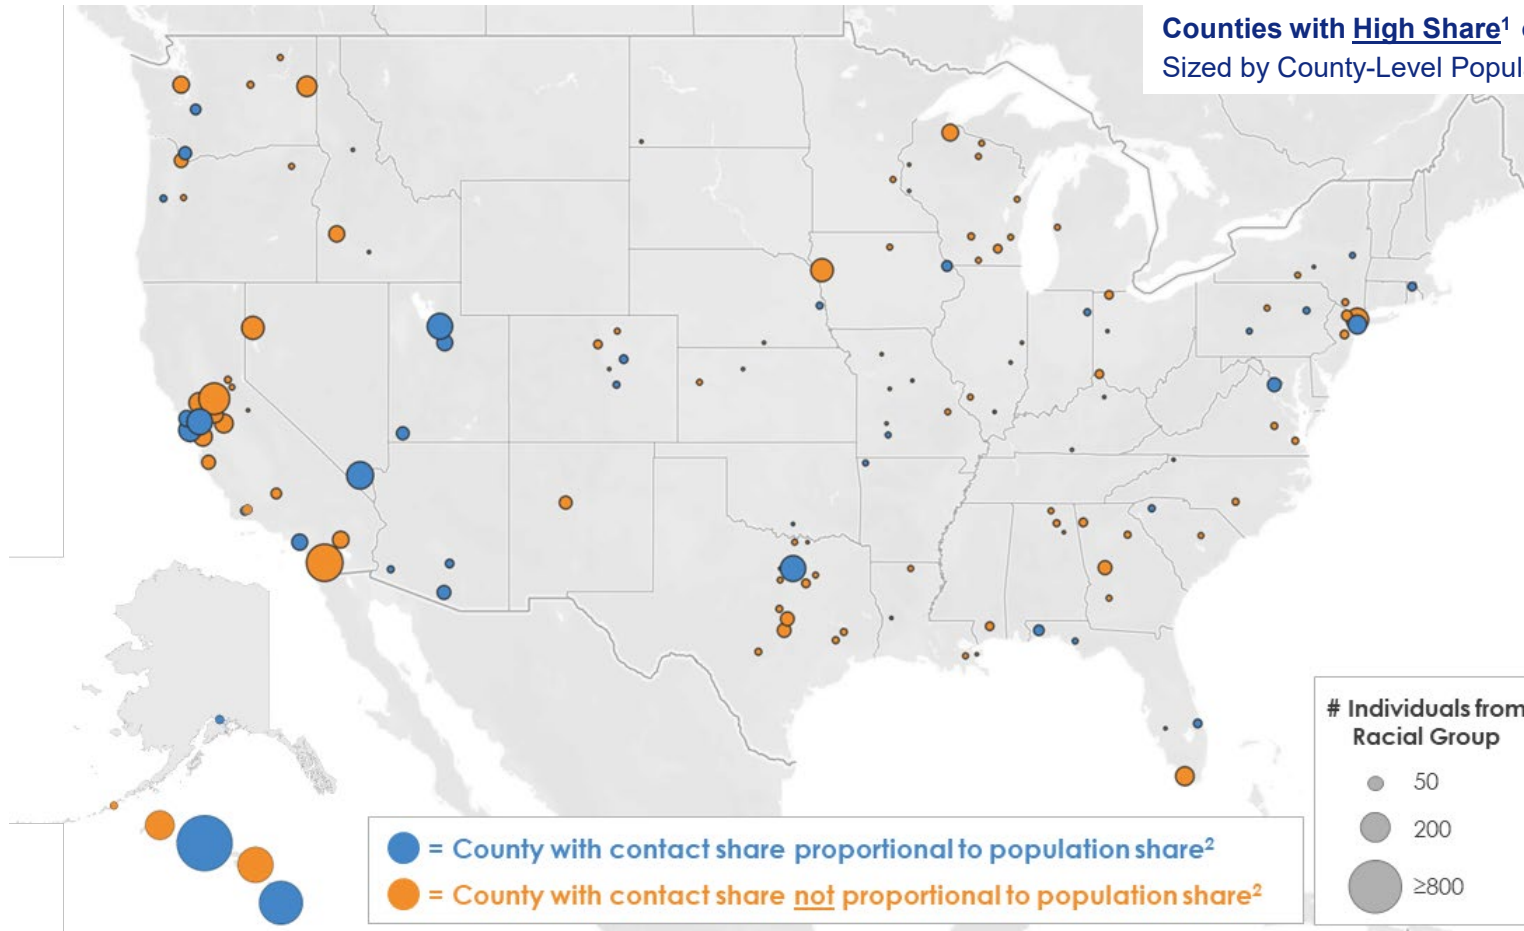 Counties with High Share¹
Sized by County-Level
# Individuals from
Racial Group
50
200
≥800
= County with contact share proportional to population share²
= County with contact share not proportional to population share²